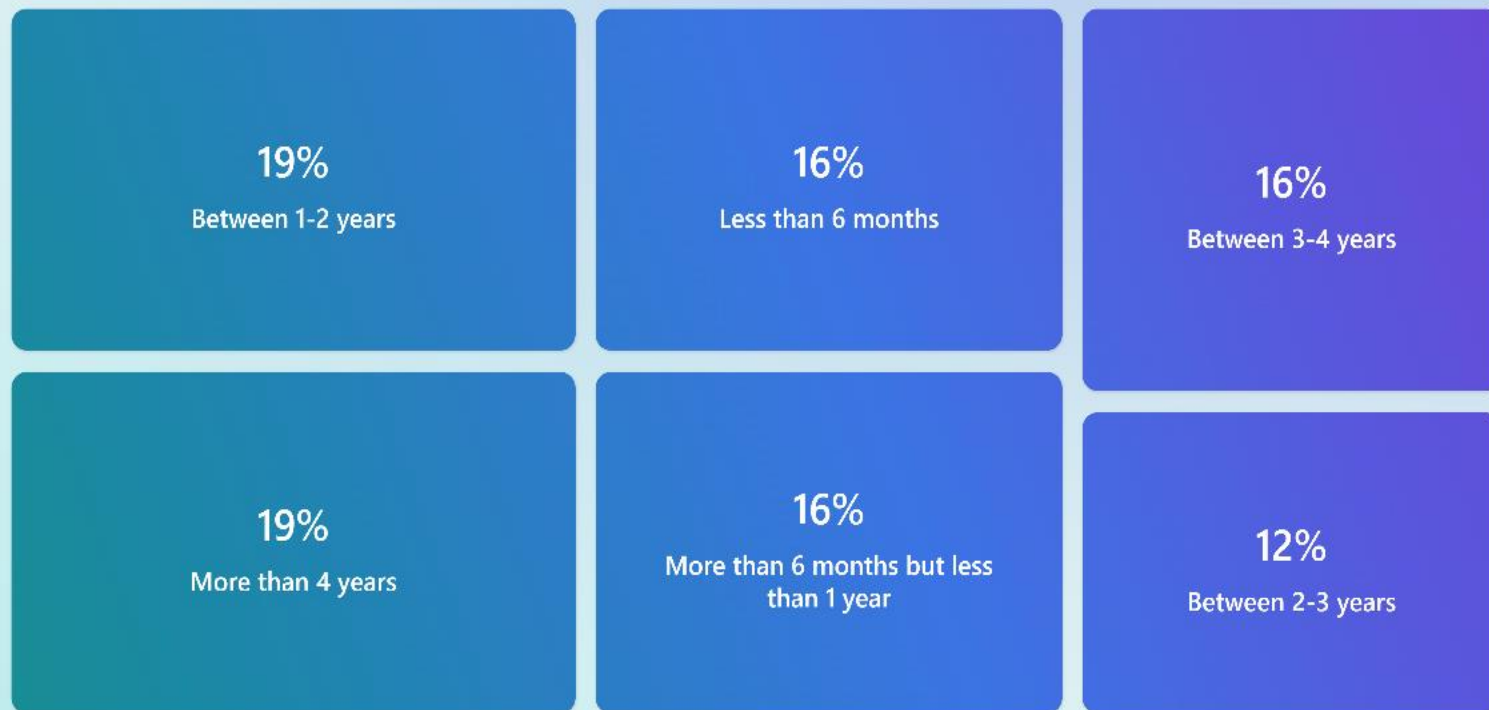 19%
Between 1-2 years
16%
Less than 6 months
16%
Between 3-4 years
19%
More than 4 years
16%
More than 6 months but less
than 1 year
12%
Between 2-3 years